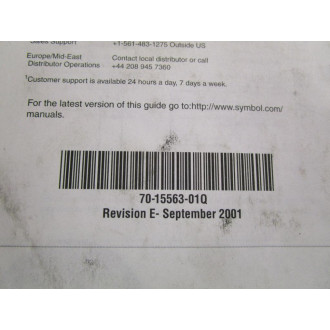 Sales Support +1-561-483-1275 Outside US
Europe/Mid-East Contact local distributor or call
Distributor Operations +44 208 945 7360
1Customer support is available 24 hours a day, 7 days a week.
For the latest version of this guide go to:http://www.symbol.com/
manuals.
70-15563-01Q
Revision E- September 2001